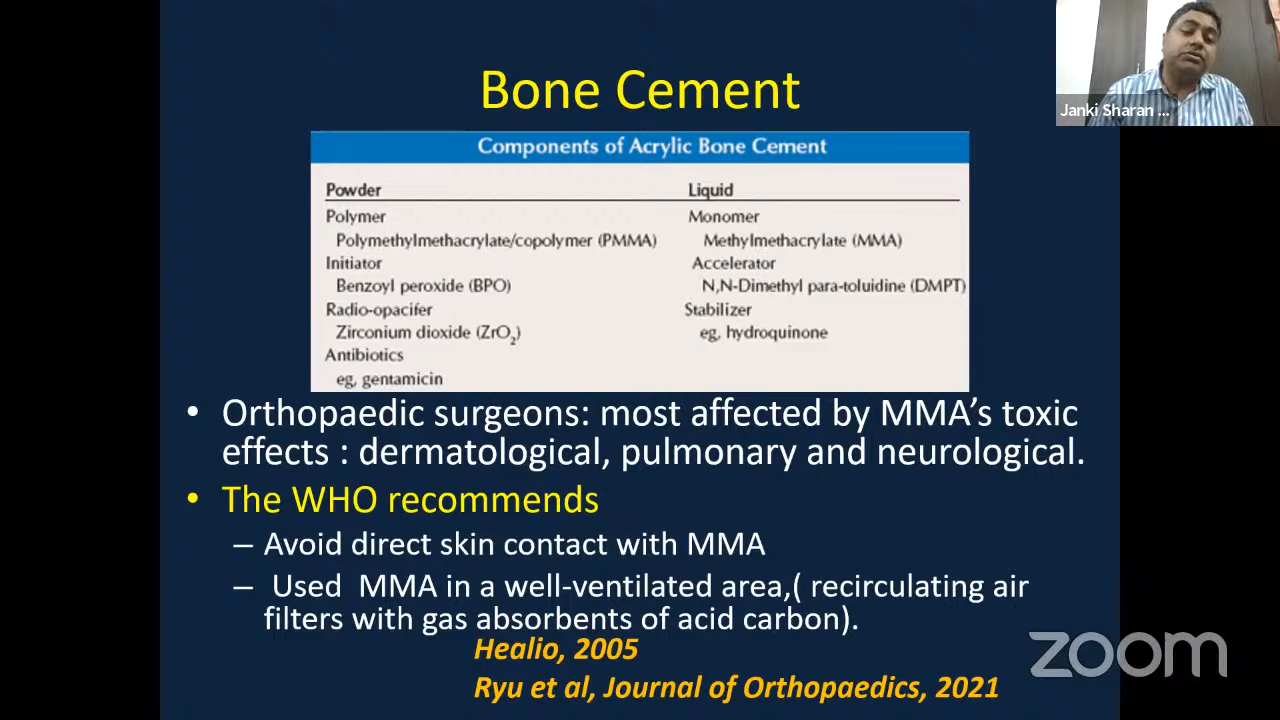 Bone Cement
Janki Sharan ...
Components of Acrylic Bone Cement
Powder Liquid
Polymer Monomer
Polymethylmethacrylate/copolymer (PMMA) Methylmethacrylate (MMA)
Initiator Accelerator
Benzoyl peroxide (BPO) N,N-Dimethyl para-toluidine (DMPT)
Radio-opacifer Stabilizer
Zirconium dioxide (ZrO2) eg, hydroquinone
Antibiotics
eg, gentamicin
• Orthopaedic surgeons: most affected by MMA’s toxic
effects : dermatological, pulmonary and neurological.
• The WHO recommends
– Avoid direct skin contact with MMA
– Used MMA in a well-ventilated area,( recirculating air
filters with gas absorbents of acid carbon).
Healio, 2005
Ryu et al, Journal of Orthopaedics, 2021
zoom